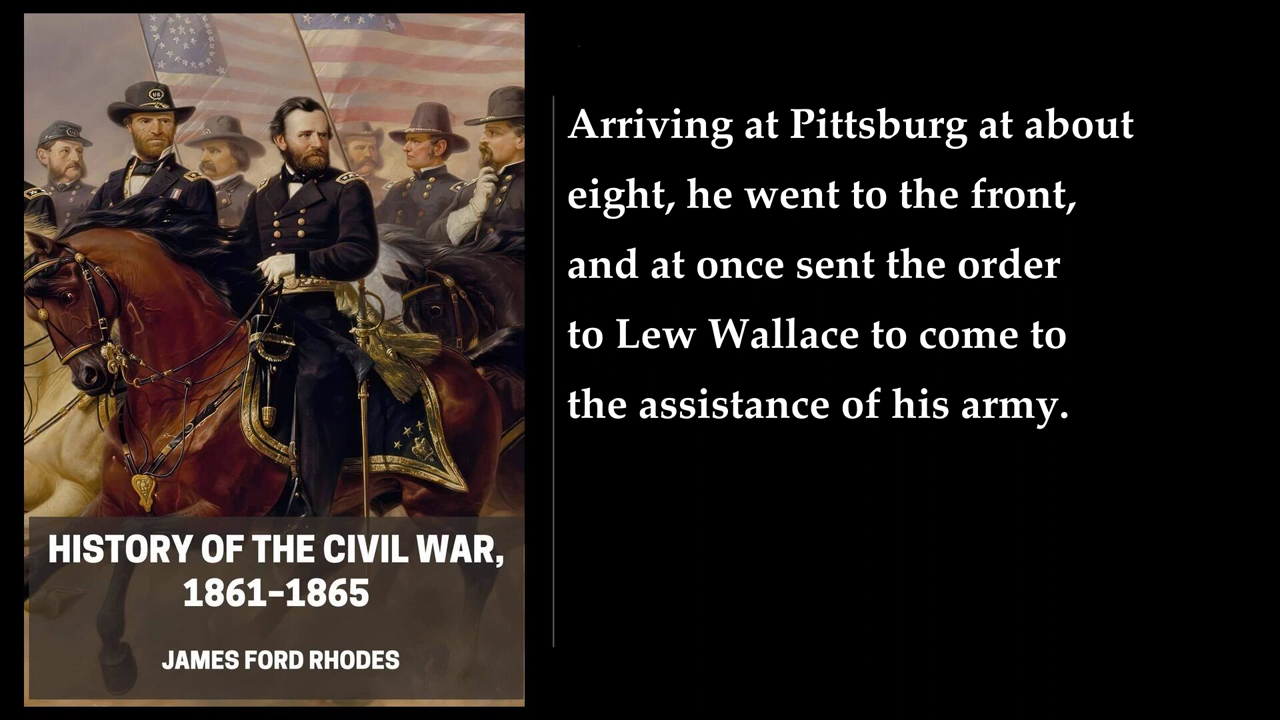 Arriving at Pittsburg at about
eight, he went to the front,
and at once sent the order
to Lew Wallace to come to
the assistance of his army.
HISTORY OF THE CIVIL WAR,
1861–1865
JAMES FORD RHODES